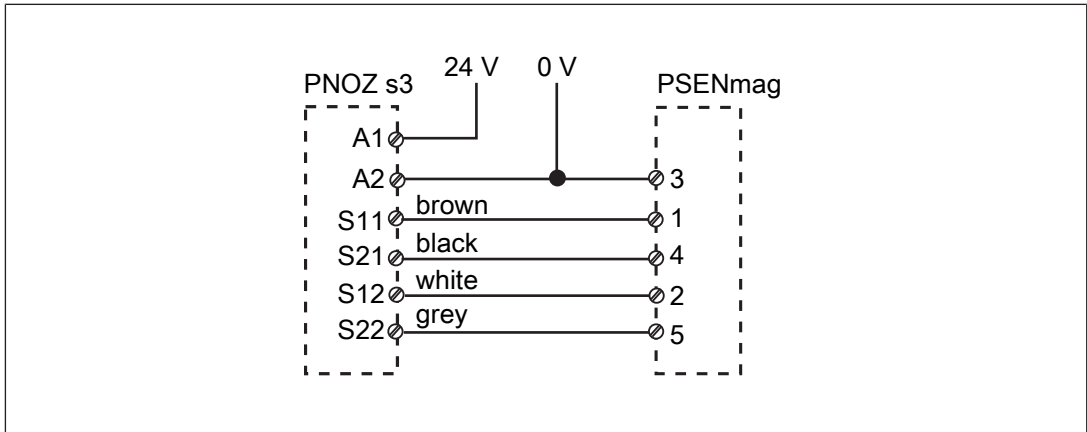 24 V 0 V
PNOZ s3 PSENmag
A1
A2 3
S11 brown 1
S21 black 4
S12 white 2
S22 grey 5